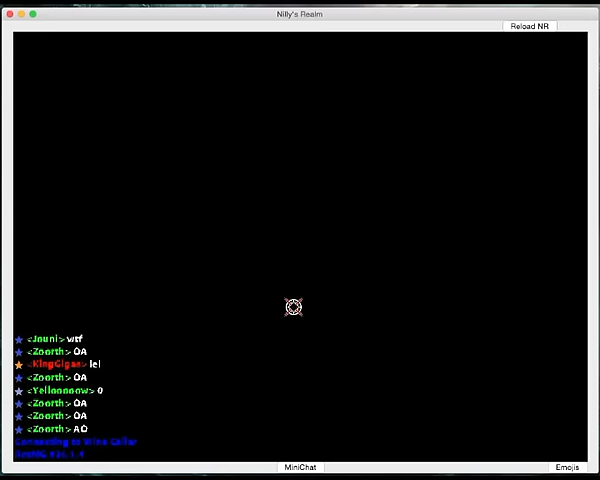 Nilly's Realm
Reload NR
<Jouni> wtf
<Zoorth> OA
<KingGigas> lel
<Zoorth> OA
<Yellooooow> 0
<Zoorth> OA
<Zoorth> OA
<Zoorth> AO
Connecting to Wine Cellar
MiniChat
Emojis